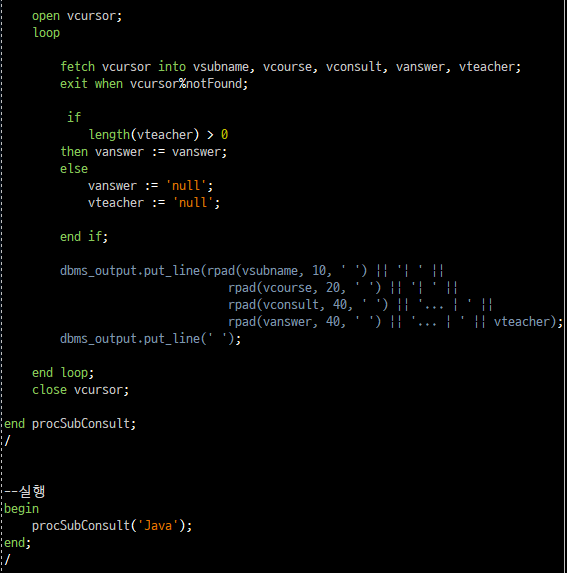 open vcursor;
loop
fetch vcursor into vsubname, vcourse, vconsult, vanswer, vteacher;
exit when vcursor%notFound;
if
length(vteacher) > 0
then vanswer := vanswer;
else
vanswer := 'null';
vteacher := 'null';
end if;
dbms_output.put_line(rpad(vsubname, 10, ' ') || '¦ ' ||
rpad(vcourse, 20, ' ') || '¦ ' ||
rpad(vconsult, 40, ' ') || '... ¦ ' ||
rpad(vanswer, 40, ' ') || '... ¦ ' || vteacher);
dbms_output.put_line(' ');
end loop;
close vcursor;
end procSubConsult;
/
--실행
begin
procSubConsult('Java');
end;
/